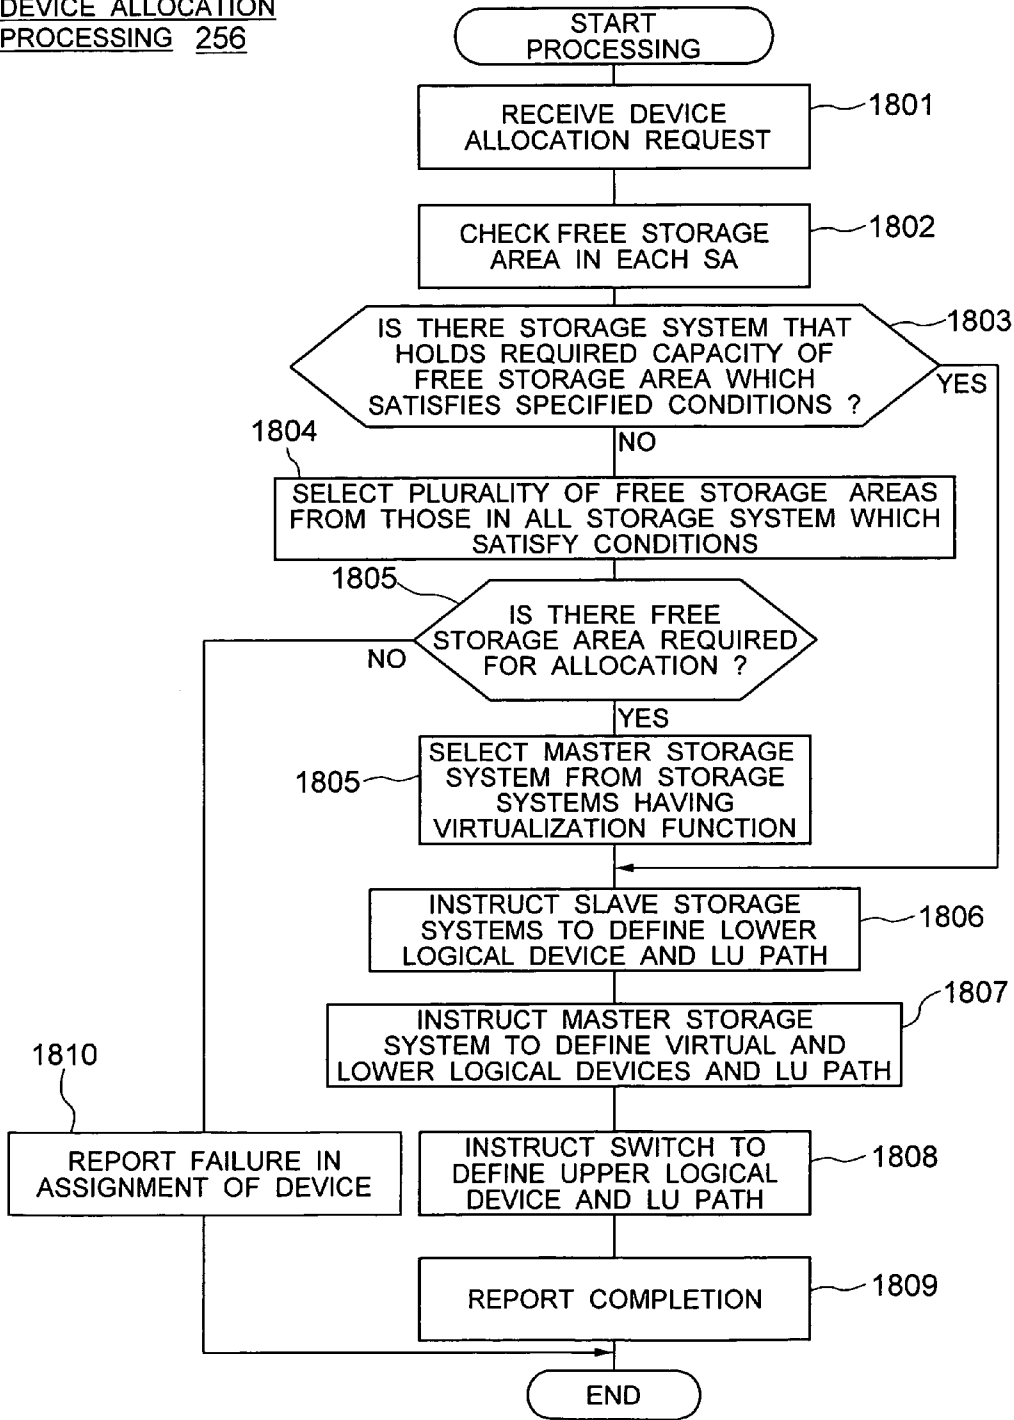 DEVICE ALLOCATION
PROCESSING 256
START
PROCESSING
RECEIVE DEVICE
ALLOCATION REQUEST
1801
CHECK FREE STORAGE
AREA IN EACH SA
1802
IS THERE STORAGE SYSTEM THAT
HOLDS REQUIRED CAPACITY OF
FREE STORAGE AREA WHICH
SATISFIES SPECIFIED CONDITIONS ?
1803
YES
NO
1804
SELECT PLURALITY OF FREE STORAGE AREAS
FROM THOSE IN ALL STORAGE SYSTEM WHICH
SATISFY CONDITIONS
1805
IS THERE FREE
STORAGE AREA REQUIRED
FOR ALLOCATION ?
NO
YES
SELECT MASTER STORAGE
SYSTEM FROM STORAGE
SYSTEMS HAVING
VIRTUALIZATION FUNCTION
1805
INSTRUCT SLAVE STORAGE
SYSTEMS TO DEFINE LOWER
LOGICAL DEVICE AND LU PATH
1806
INSTRUCT MASTER STORAGE
SYSTEM TO DEFINE VIRTUAL AND
LOWER LOGICAL DEVICES AND LU PATH
1807
1810
REPORT FAILURE IN
ASSIGNMENT OF DEVICE
INSTRUCT SWITCH TO
DEFINE UPPER LOGICAL
DEVICE AND LU PATH
1808
REPORT COMPLETION
1809
END